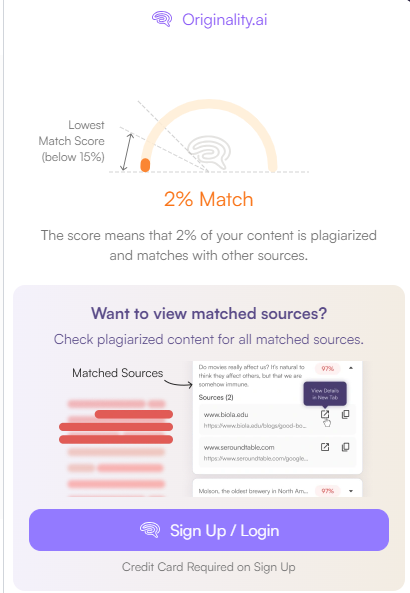 Originality.ai
Lowest
Match Score
(below 15%)
2% Match
The score means that 2% of your content is plagiarized
and matches with other sources.
Want to view matched sources?
Check plagiarized content for all matched sources.
Matched Sources
Do movies really affect us? It's natural to
think they affect others, but that we are
somehow immune.
97%
View Details
in New Tab
Sources (2)
www.biola.edu
https://www.biola.edu/blogs/good-bo...
www.seroundtable.com
https://www.seroundtable.com/google...
Molson, the oldest brewery in North Am...
97%
Sign Up / Login
Credit Card Required on Sign Up